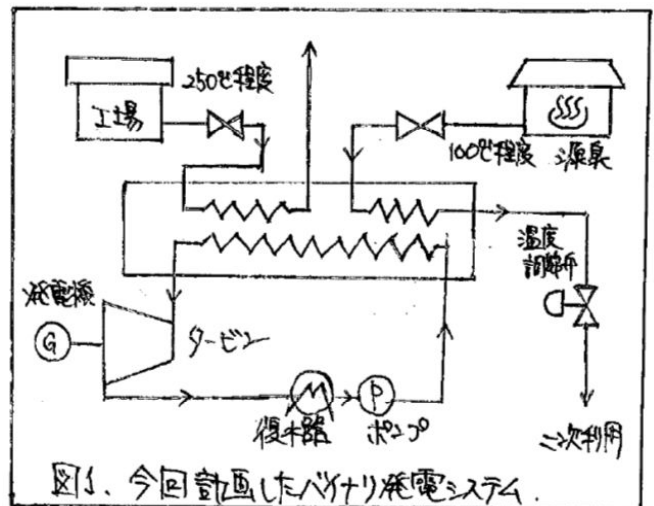 250℃程度
工場
100℃程度
源泉
温度
調節弁
発電機
G
タービン
復水器
P
ポンプ
二次利用
図1. 今回計画したバイナリ発電システム.